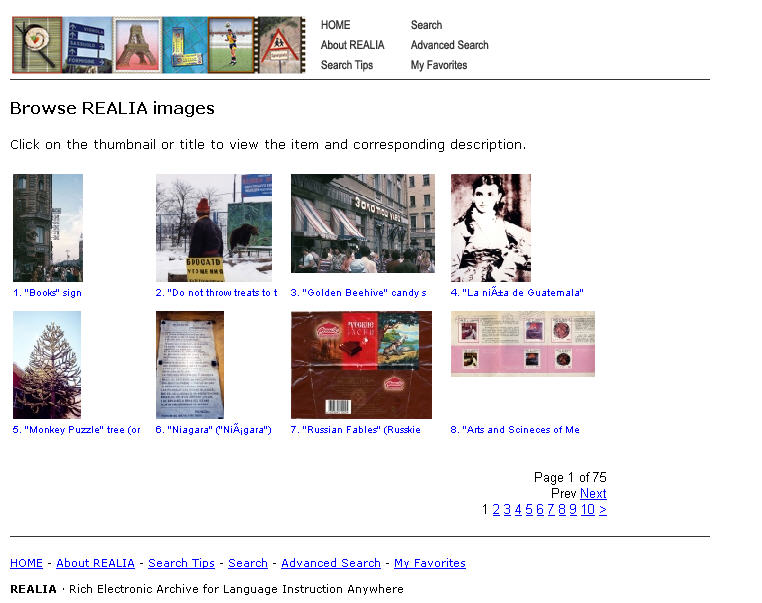 HOME Search
About REALIA Advanced Search
Search Tips My Favorites
Browse REALIA images
Click on the thumbnail or title to view the item and corresponding description.
1. "Books" sign
2. "Do not throw treats to t
3. "Golden Beehive" candy s
4. "La niÃ±a de Guatemala"
5. "Monkey Puzzle" tree (or
6. "Niagara" ("NiÃ¡gara")
7. "Russian Fables" (Russkie
8. "Arts and Scineces of Me
Page 1 of 75
Prev Next
1 2 3 4 5 6 7 8 9 10 >
HOME - About REALIA - Search Tips - Search - Advanced Search - My Favorites
REALIA · Rich Electronic Archive for Language Instruction Anywhere